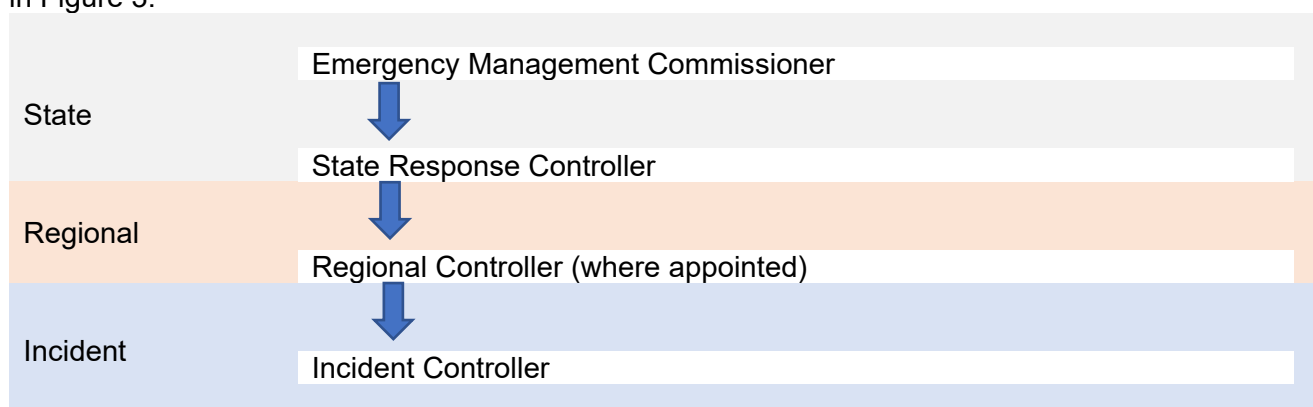 in Figure 5.
Emergency Management Commissioner
State
State Response Controller
Regional
Regional Controller (where appointed)
Incident
Incident Controller